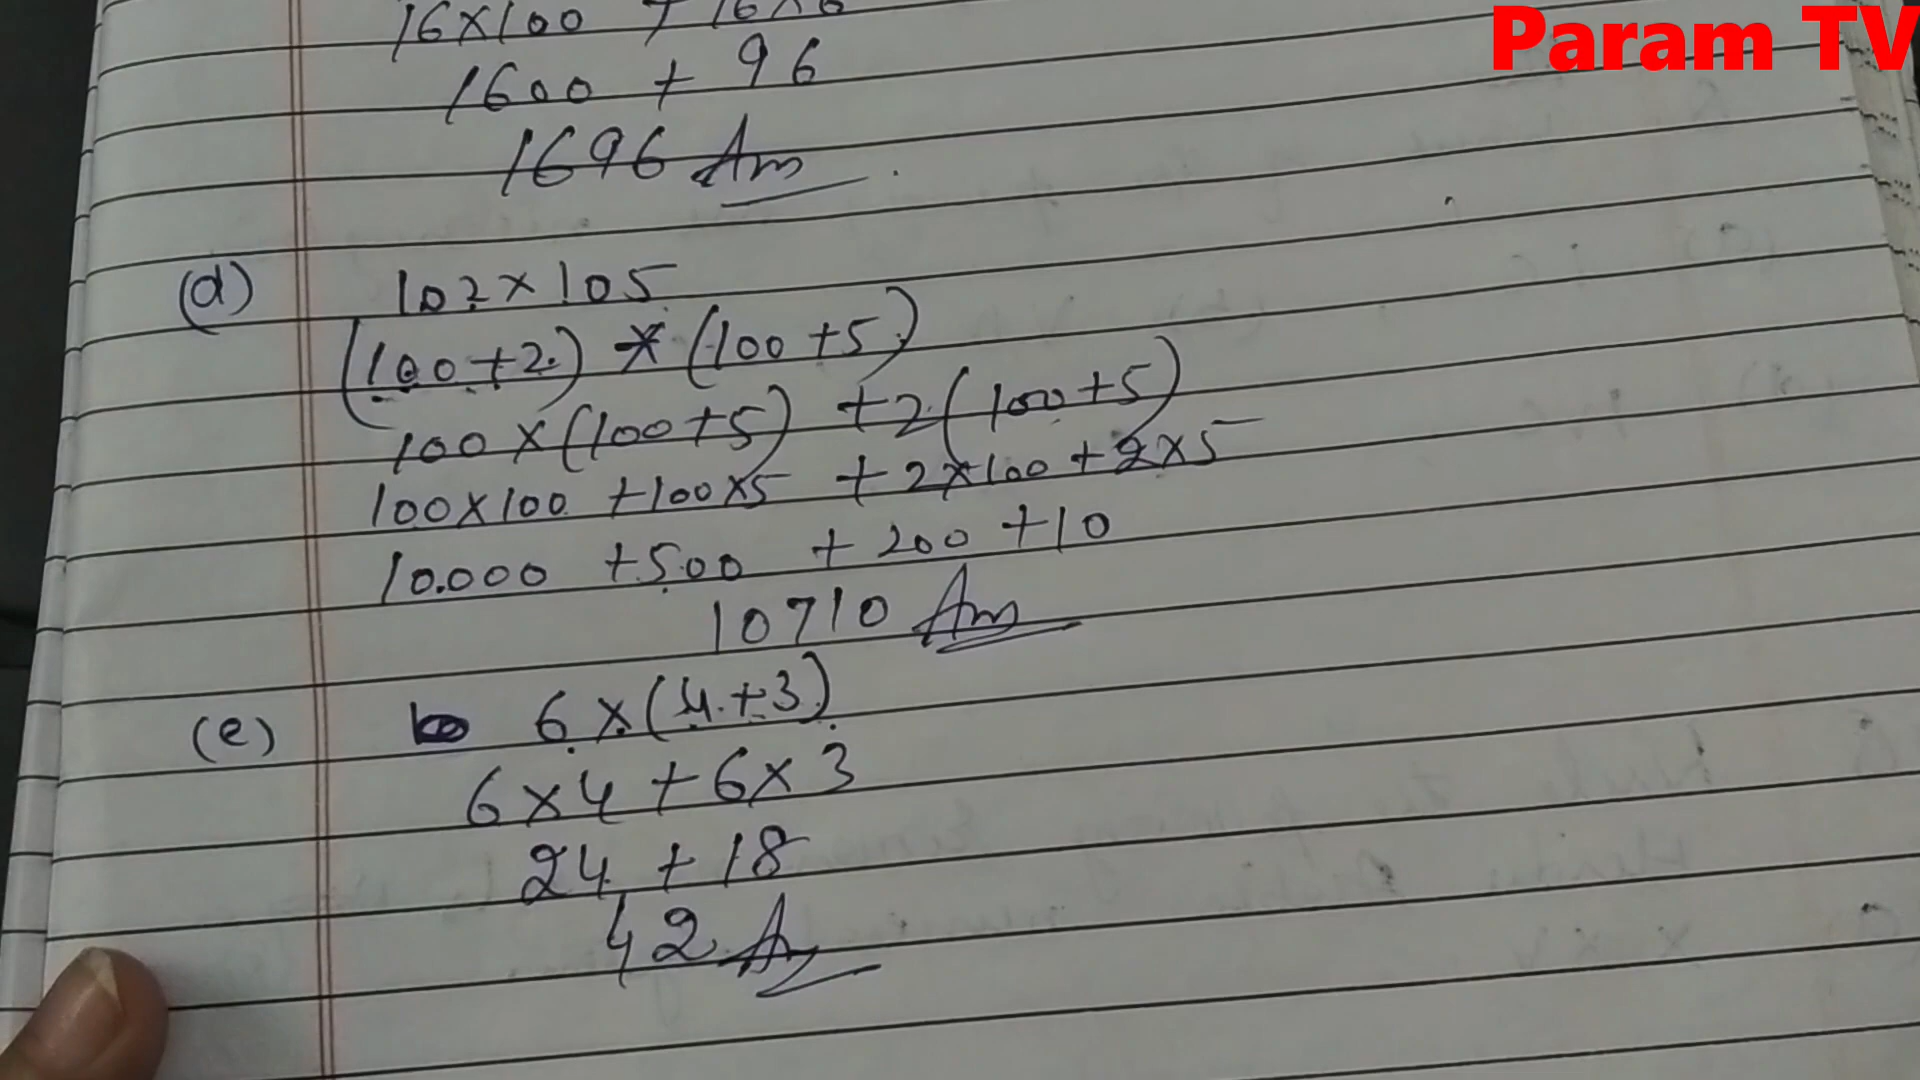 Param TV
16×100 + 16×6
1600 + 96
1696 Ans
(d) 102×105
(100+2) × (100+5)
100×(100+5) +2(100+5)
100×100 +100×5 +2×100+2×5
10.000 +500 + 200 +10
10710 Ans
(e) 6×(4+3)
6×4+6×3
24 + 18
42 Ans